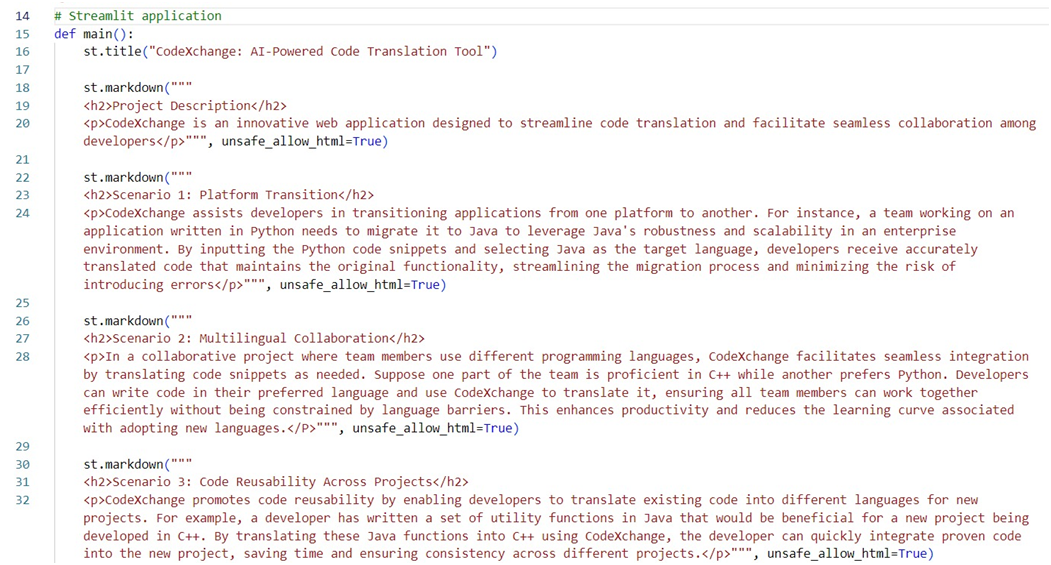 14 # Streamlit application
15 def main():
16 st.title("CodeXchange: AI-Powered Code Translation Tool")
17
18 st.markdown("""
19 <h2>Project Description</h2>
20 <p>CodeXchange is an innovative web application designed to streamline code translation and facilitate seamless collaboration among
developers</p>""", unsafe_allow_html=True)
21
22 st.markdown("""
23 <h2>Scenario 1: Platform Transition</h2>
24 <p>CodeXchange assists developers in transitioning applications from one platform to another. For instance, a team working on an
application written in Python needs to migrate it to Java to leverage Java's robustness and scalability in an enterprise
environment. By inputting the Python code snippets and selecting Java as the target language, developers receive accurately
translated code that maintains the original functionality, streamlining the migration process and minimizing the risk of
introducing errors</p>""", unsafe_allow_html=True)
25
26 st.markdown("""
27 <h2>Scenario 2: Multilingual Collaboration</h2>
28 <p>In a collaborative project where team members use different programming languages, CodeXchange facilitates seamless integration
by translating code snippets as needed. Suppose one part of the team is proficient in C++ while another prefers Python. Developers
can write code in their preferred language and use CodeXchange to translate it, ensuring all team members can work together
efficiently without being constrained by language barriers. This enhances productivity and reduces the learning curve associated
with adopting new languages.</P>""", unsafe_allow_html=True)
29
30 st.markdown("""
31 <h2>Scenario 3: Code Reusability Across Projects</h2>
32 <p>CodeXchange promotes code reusability by enabling developers to translate existing code into different languages for new
projects. For example, a developer has written a set of utility functions in Java that would be beneficial for a new project being
developed in C++. By translating these Java functions into C++ using CodeXchange, the developer can quickly integrate proven code
into the new project, saving time and ensuring consistency across different projects.</p>""", unsafe_allow_html=True)